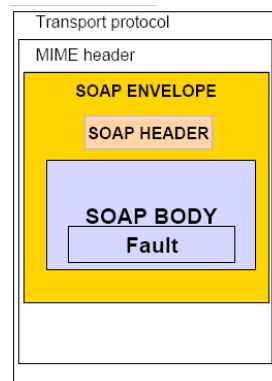 Transport protocol
MIME header
SOAP ENVELOPE
SOAP HEADER
SOAP BODY
Fault